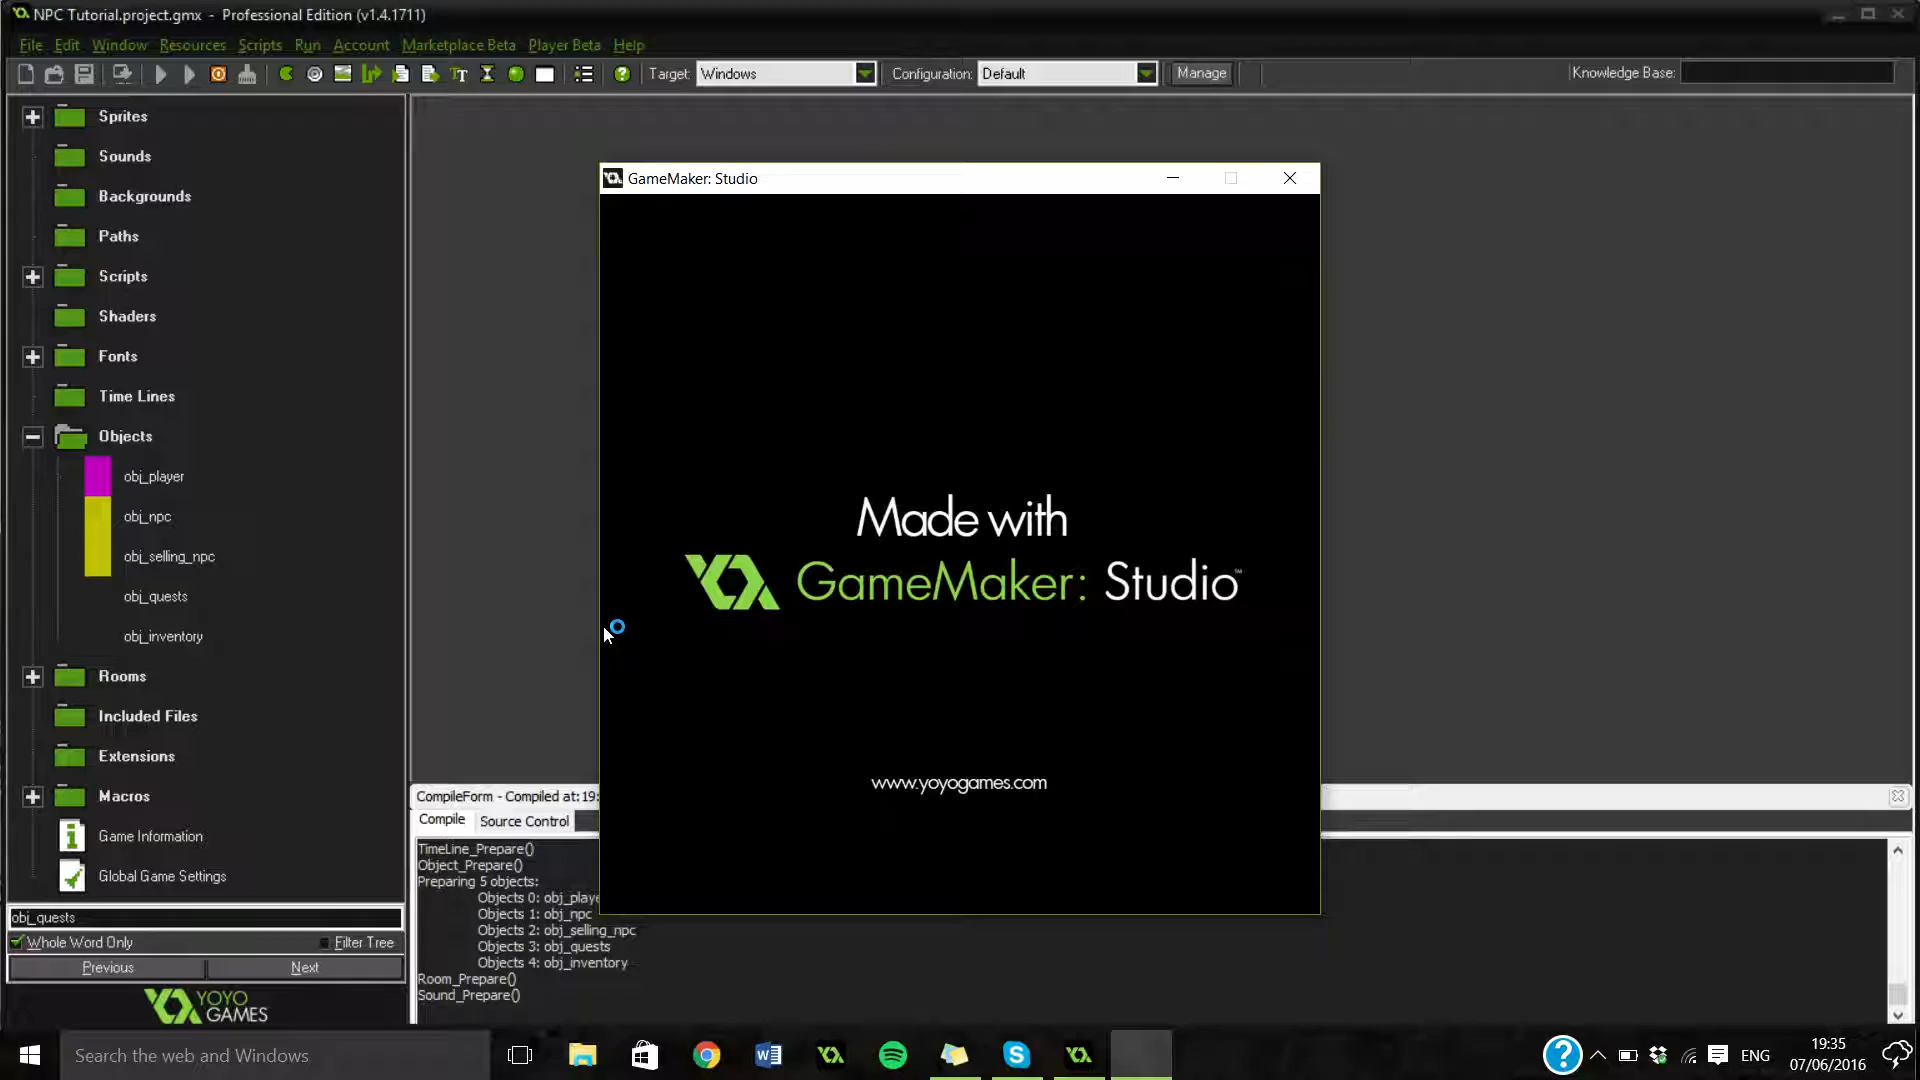 NPC Tutorial.project.gmx - Professional Edition (v1.4.1711)
File Edit Window Resources Scripts Run Account Marketplace Beta Player Beta Help
Target: Windows Configuration: Default Manage Knowledge Base:
Sprites
Sounds
Backgrounds
Paths
Scripts
Shaders
Fonts
Time Lines
Objects
obj_player
obj_npc
obj_selling_npc
obj_quests
obj_inventory
Rooms
Included Files
Extensions
Macros
Game Information
Global Game Settings
obj_quests
Whole Word Only Filter Tree
Previous Next
YOYO
GAMES
GameMaker: Studio
Made with
GameMaker: Studio™
www.yoyogames.com
CompileForm - Compiled at: 19:
Compile Source Control
TimeLine_Prepare()
Object_Prepare()
Preparing 5 objects:
Objects 0: obj_playe
Objects 1: obj_npc
Objects 2: obj_selling_npc
Objects 3: obj_quests
Objects 4: obj_inventory
Room_Prepare()
Sound_Prepare()
Search the web and Windows
ENG
19:35
07/06/2016